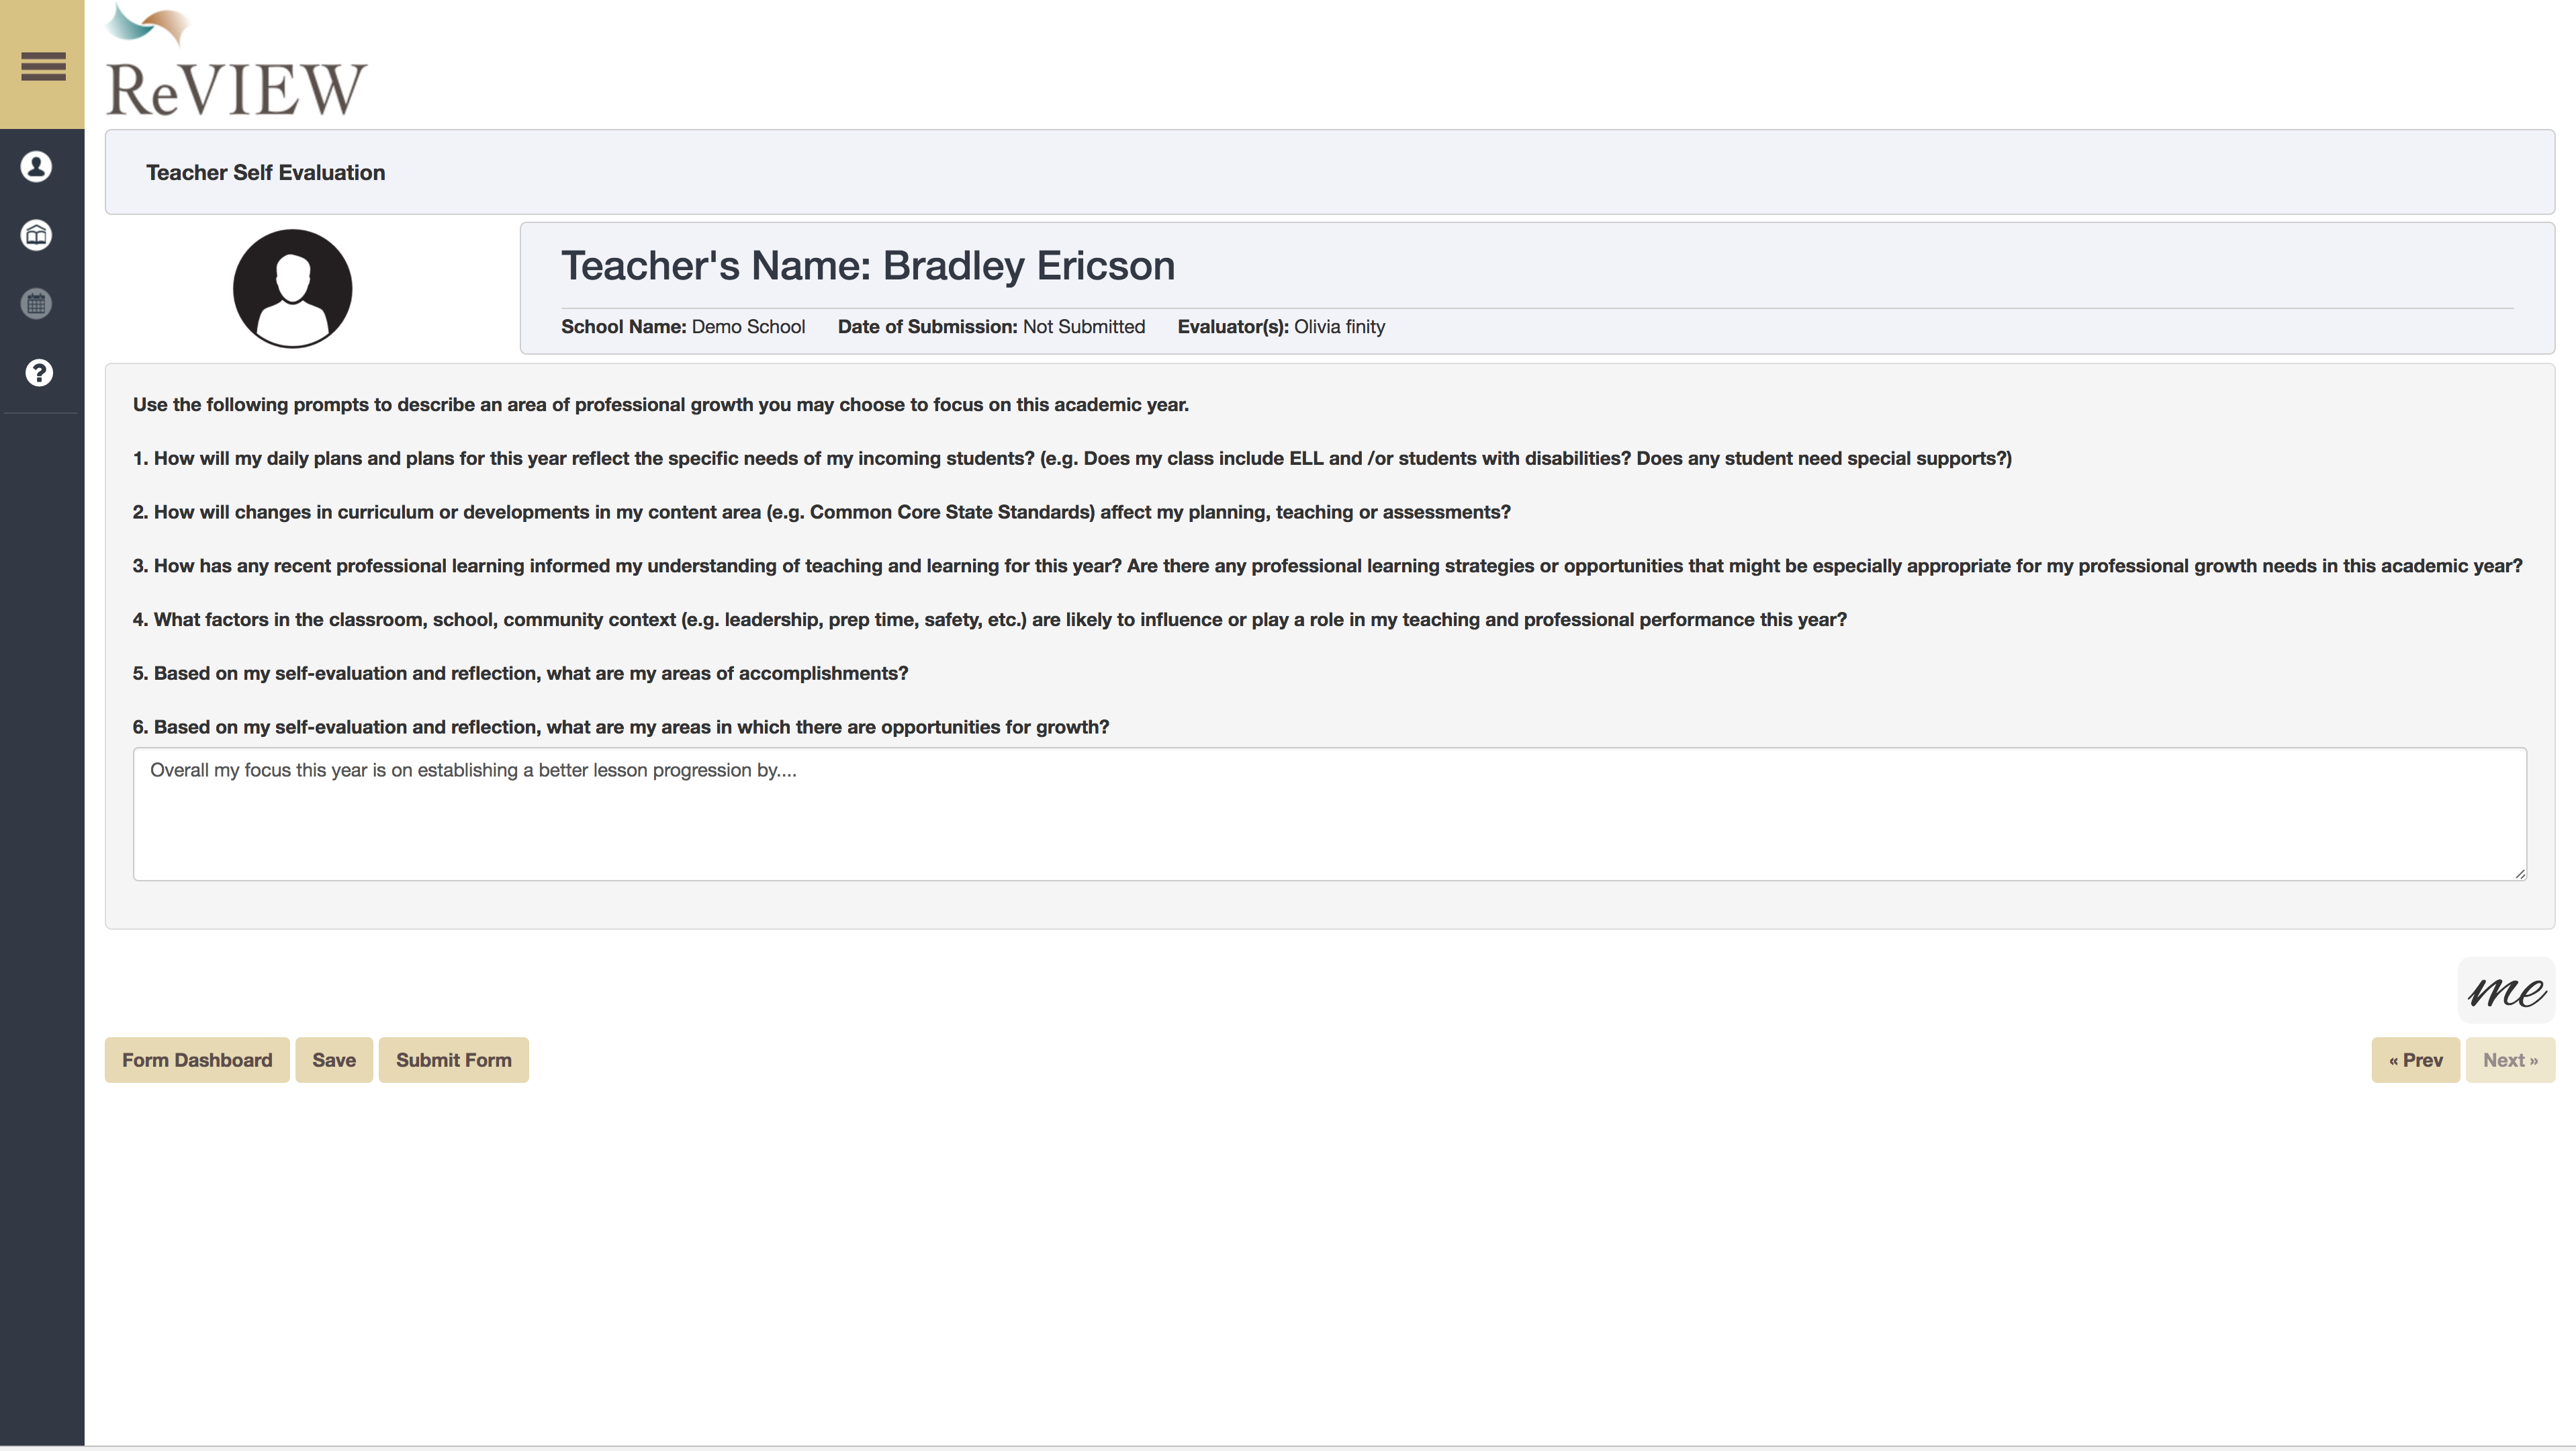 ReVIEW
Teacher Self Evaluation
Teacher's Name: Bradley Ericson
School Name: Demo School Date of Submission: Not Submitted Evaluator(s): Olivia finity
Use the following prompts to describe an area of professional growth you may choose to focus on this academic year.
1. How will my daily plans and plans for this year reflect the specific needs of my incoming students? (e.g. Does my class include ELL and /or students with disabilities? Does any student need special supports?)
2. How will changes in curriculum or developments in my content area (e.g. Common Core State Standards) affect my planning, teaching or assessments?
3. How has any recent professional learning informed my understanding of teaching and learning for this year? Are there any professional learning strategies or opportunities that might be especially appropriate for my professional growth needs in this academic year?
4. What factors in the classroom, school, community context (e.g. leadership, prep time, safety, etc.) are likely to influence or play a role in my teaching and professional performance this year?
5. Based on my self-evaluation and reflection, what are my areas of accomplishments?
6. Based on my self-evaluation and reflection, what are my areas in which there are opportunities for growth?
Overall my focus this year is on establishing a better lesson progression by....
me
Form Dashboard Save Submit Form « Prev Next »